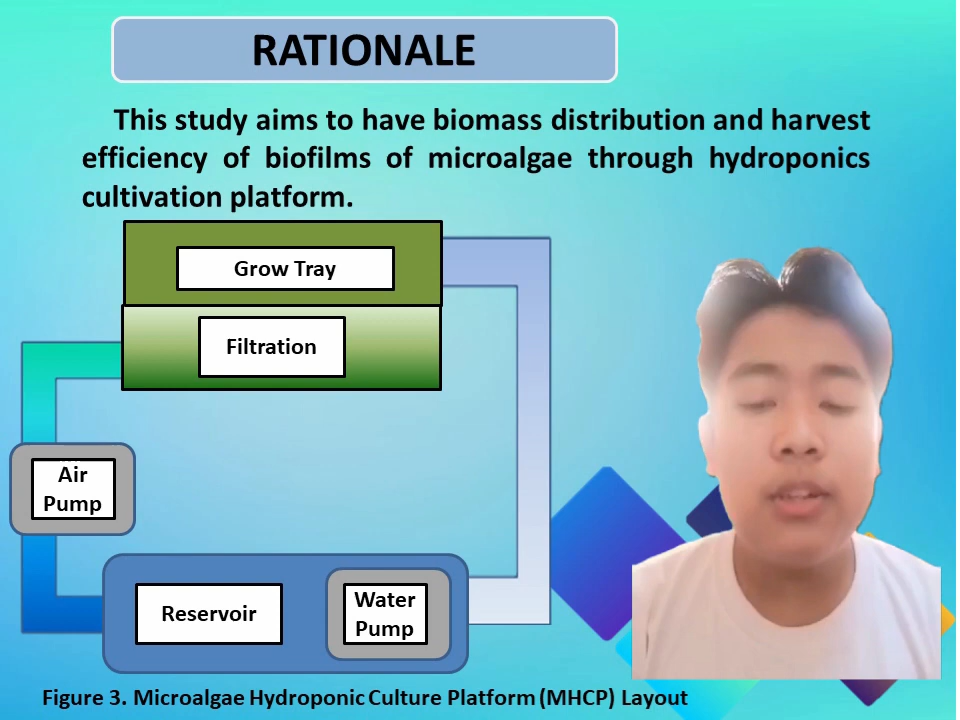 RATIONALE
This study aims to have biomass distribution and harvest
efficiency of biofilms of microalgae through hydroponics
cultivation platform.
Grow Tray
Filtration
Air
Pump
Reservoir
Water
Pump
Figure 3. Microalgae Hydroponic Culture Platform (MHCP) Layout